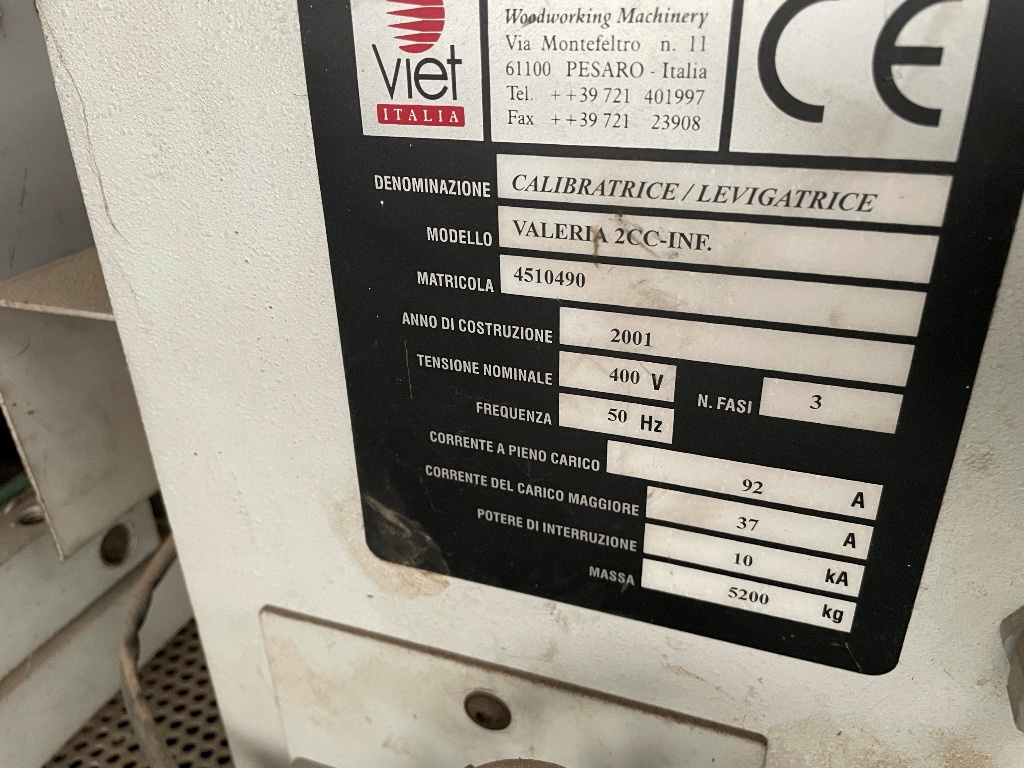 viet
ITALIA
Woodworking Machinery
Via Montefeltro n. 11
61100 PESARO - Italia
Tel. ++39 721 401997
Fax ++39 721 23908
CE
DENOMINAZIONE CALIBRATRICE / LEVIGATRICE
MODELLO VALERIA 2CC-INF.
MATRICOLA 4510490
ANNO DI COSTRUZIONE 2001
TENSIONE NOMINALE 400 V N. FASI 3
FREQUENZA 50 Hz
CORRENTE A PIENO CARICO 92 A
CORRENTE DEL CARICO MAGGIORE 37 A
POTERE DI INTERRUZIONE 10 kA
MASSA 5200 kg